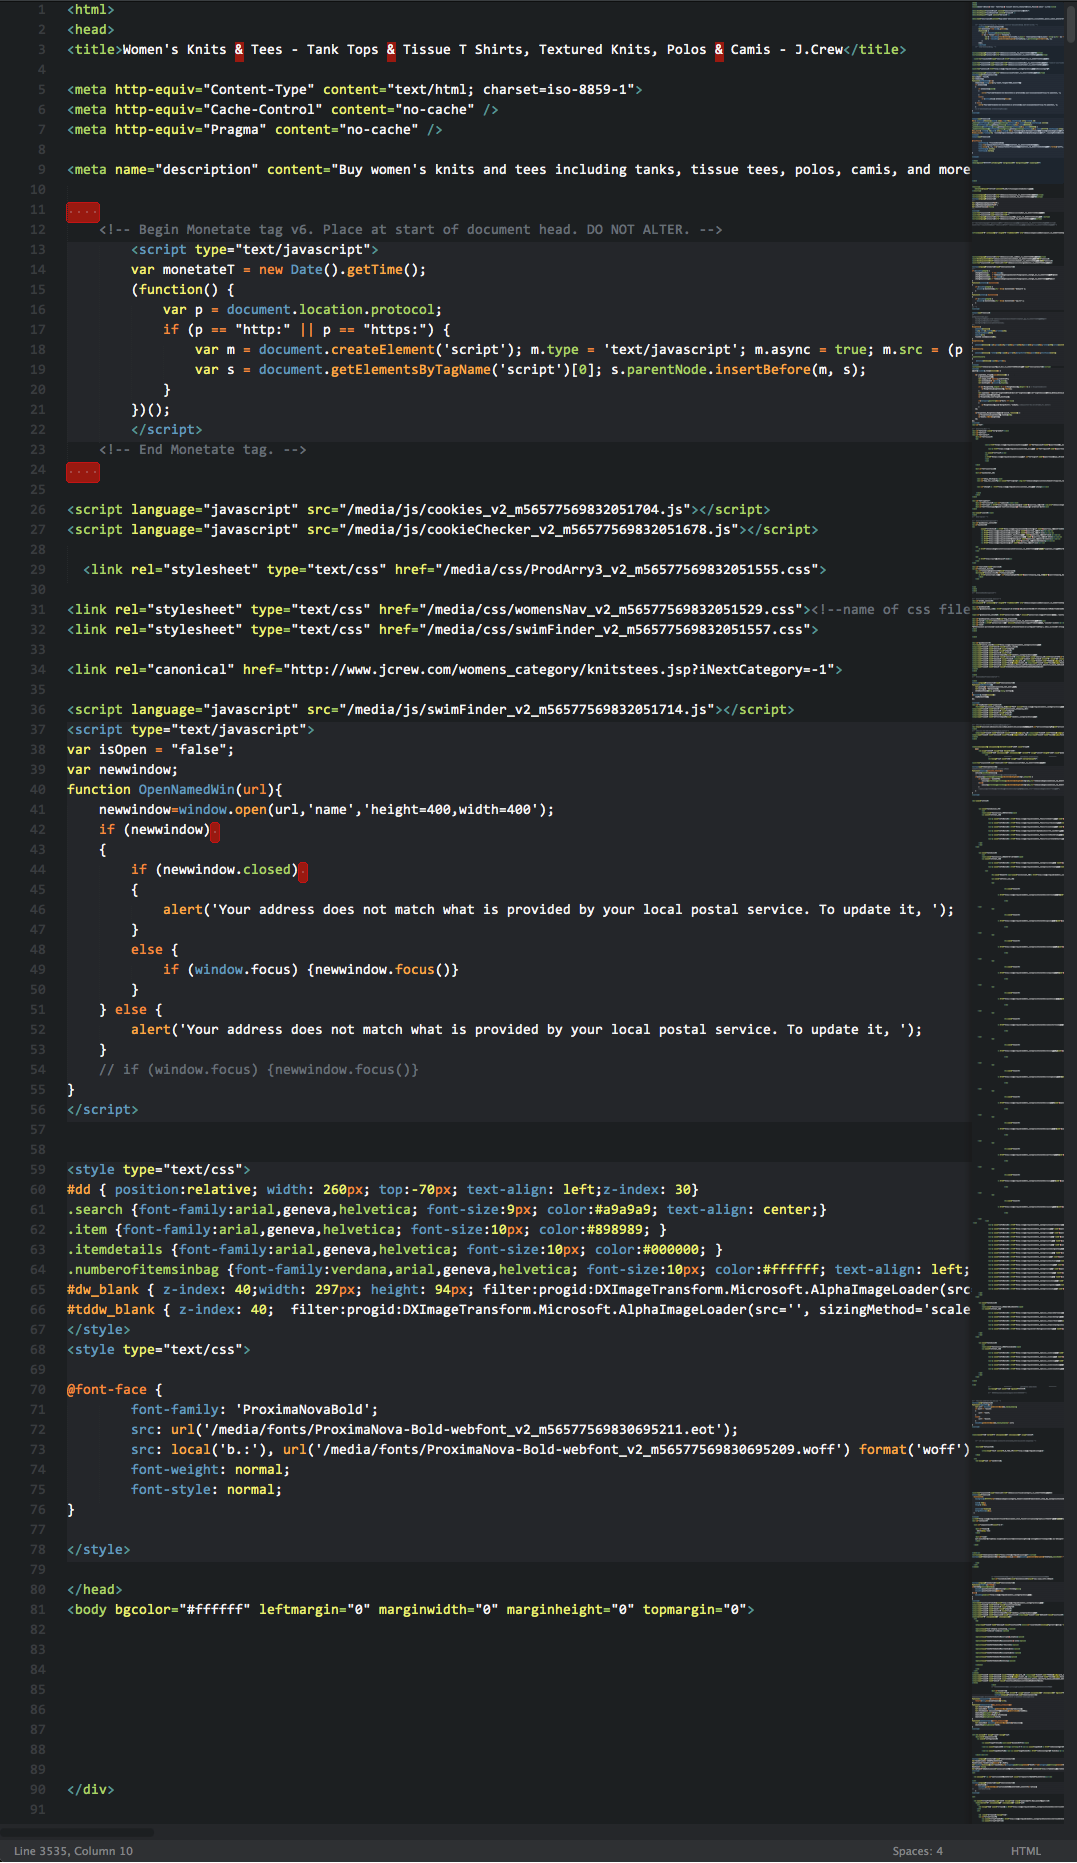 1 <html>
2 <head>
3 <title>Women's Knits & Tees - Tank Tops & Tissue T Shirts, Textured Knits, Polos & Camis - J.Crew</title>
4
5 <meta http-equiv="Content-Type" content="text/html; charset=iso-8859-1">
6 <meta http-equiv="Cache-Control" content="no-cache" />
7 <meta http-equiv="Pragma" content="no-cache" />
8
9 <meta name="description" content="Buy women's knits and tees including tanks, tissue tees, polos, camis, and more
10
11
12     <!-- Begin Monetate tag v6. Place at start of document head. DO NOT ALTER. -->
13         <script type="text/javascript">
14         var monetateT = new Date().getTime();
15         (function() {
16             var p = document.location.protocol;
17             if (p == "http:" || p == "https:") {
18                 var m = document.createElement('script'); m.type = 'text/javascript'; m.async = true; m.src = (p
19                 var s = document.getElementsByTagName('script')[0]; s.parentNode.insertBefore(m, s);
20             }
21         })();
22         </script>
23     <!-- End Monetate tag. -->
24
25
26 <script language="javascript" src="/media/js/cookies_v2_m56577569832051704.js"></script>
27 <script language="javascript" src="/media/js/cookieChecker_v2_m56577569832051678.js"></script>
28
29   <link rel="stylesheet" type="text/css" href="/media/css/ProdArry3_v2_m56577569832051555.css">
30
31 <link rel="stylesheet" type="text/css" href="/media/css/womensNav_v2_m56577569832051529.css"><!--name of css file
32 <link rel="stylesheet" type="text/css" href="/media/css/swimFinder_v2_m56577569832051557.css">
33
34 <link rel="canonical" href="http://www.jcrew.com/womens_category/knitstees.jsp?iNextCategory=-1">
35
36 <script language="javascript" src="/media/js/swimFinder_v2_m56577569832051714.js"></script>
37 <script type="text/javascript">
38 var isOpen = "false";
39 var newwindow;
40 function OpenNamedWin(url){
41     newwindow=window.open(url,'name','height=400,width=400');
42     if (newwindow)
43     {
44         if (newwindow.closed)
45         {
46             alert('Your address does not match what is provided by your local postal service. To update it, ');
47         }
48         else {
49             if (window.focus) {newwindow.focus()}
50         }
51     } else {
52         alert('Your address does not match what is provided by your local postal service. To update it, ');
53     }
54     // if (window.focus) {newwindow.focus()}
55 }
56 </script>
57
58
59 <style type="text/css">
60 #dd { position:relative; width: 260px; top:-70px; text-align: left;z-index: 30}
61 .search {font-family:arial,geneva,helvetica; font-size:9px; color:#a9a9a9; text-align: center;}
62 .item {font-family:arial,geneva,helvetica; font-size:10px; color:#898989; }
63 .itemdetails {font-family:arial,geneva,helvetica; font-size:10px; color:#000000; }
64 .numberofitemsinbag {font-family:verdana,arial,geneva,helvetica; font-size:10px; color:#ffffff; text-align: left;
65 #dw_blank { z-index: 40;width: 297px; height: 94px; filter:progid:DXImageTransform.Microsoft.AlphaImageLoader(src
66 #tddw_blank { z-index: 40;  filter:progid:DXImageTransform.Microsoft.AlphaImageLoader(src='', sizingMethod='scale
67 </style>
68 <style type="text/css">
69
70 @font-face {
71         font-family: 'ProximaNovaBold';
72         src: url('/media/fonts/ProximaNova-Bold-webfont_v2_m56577569830695211.eot');
73         src: local('b.:'), url('/media/fonts/ProximaNova-Bold-webfont_v2_m56577569830695209.woff') format('woff')
74         font-weight: normal;
75         font-style: normal;
76 }
77
78 </style>
79
80 </head>
81 <body bgcolor="#ffffff" leftmargin="0" marginwidth="0" marginheight="0" topmargin="0">
82
83
84
85
86
87
88
89
90 </div>
91
Line 3535, Column 10 Spaces: 4 HTML